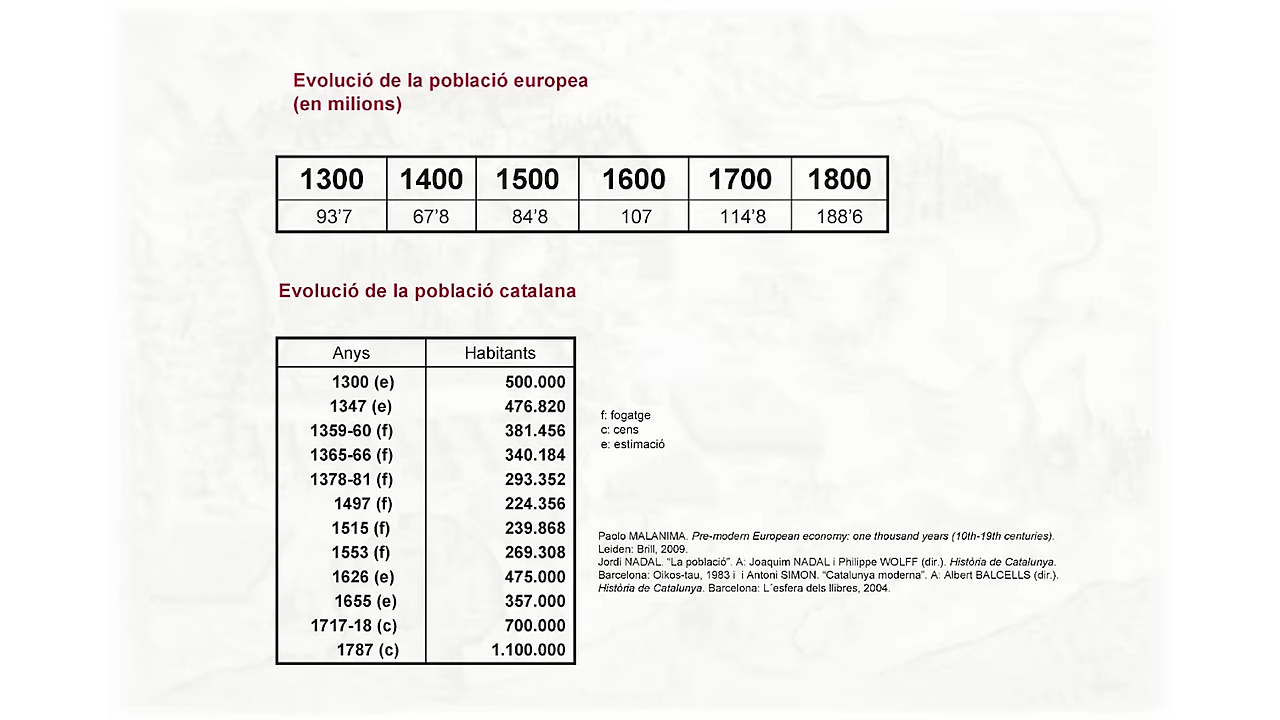 Evolució de la població europea
(en milions)
1300 1400 1500 1600 1700 1800
93’7 67’8 84’8 107 114’8 188’6
Evolució de la població catalana
Anys Habitants
1300 (e) 500.000
1347 (e) 476.820
1359-60 (f) 381.456
1365-66 (f) 340.184
1378-81 (f) 293.352
1497 (f) 224.356
1515 (f) 239.868
1553 (f) 269.308
1626 (e) 475.000
1655 (e) 357.000
1717-18 (c) 700.000
1787 (c) 1.100.000
f: fogatge
c: cens
e: estimació
Paolo MALANIMA. Pre-modern European economy: one thousand years (10th-19th centuries).
Leiden: Brill, 2009.
Jordi NADAL. “La població”. A: Joaquim NADAL i Philippe WOLFF (dir.). Història de Catalunya.
Barcelona: Oikos-tau, 1983 i i Antoni SIMON. “Catalunya moderna”. A: Albert BALCELLS (dir.).
Història de Catalunya. Barcelona: L´esfera dels llibres, 2004.